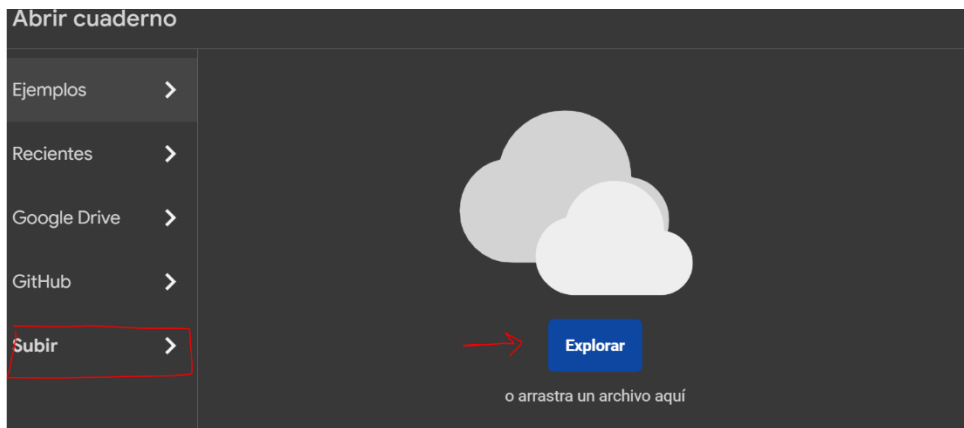 Abrir cuaderno
Ejemplos
Recientes
Google Drive
GitHub
Subir
Explorar
o arrastra un archivo aquí